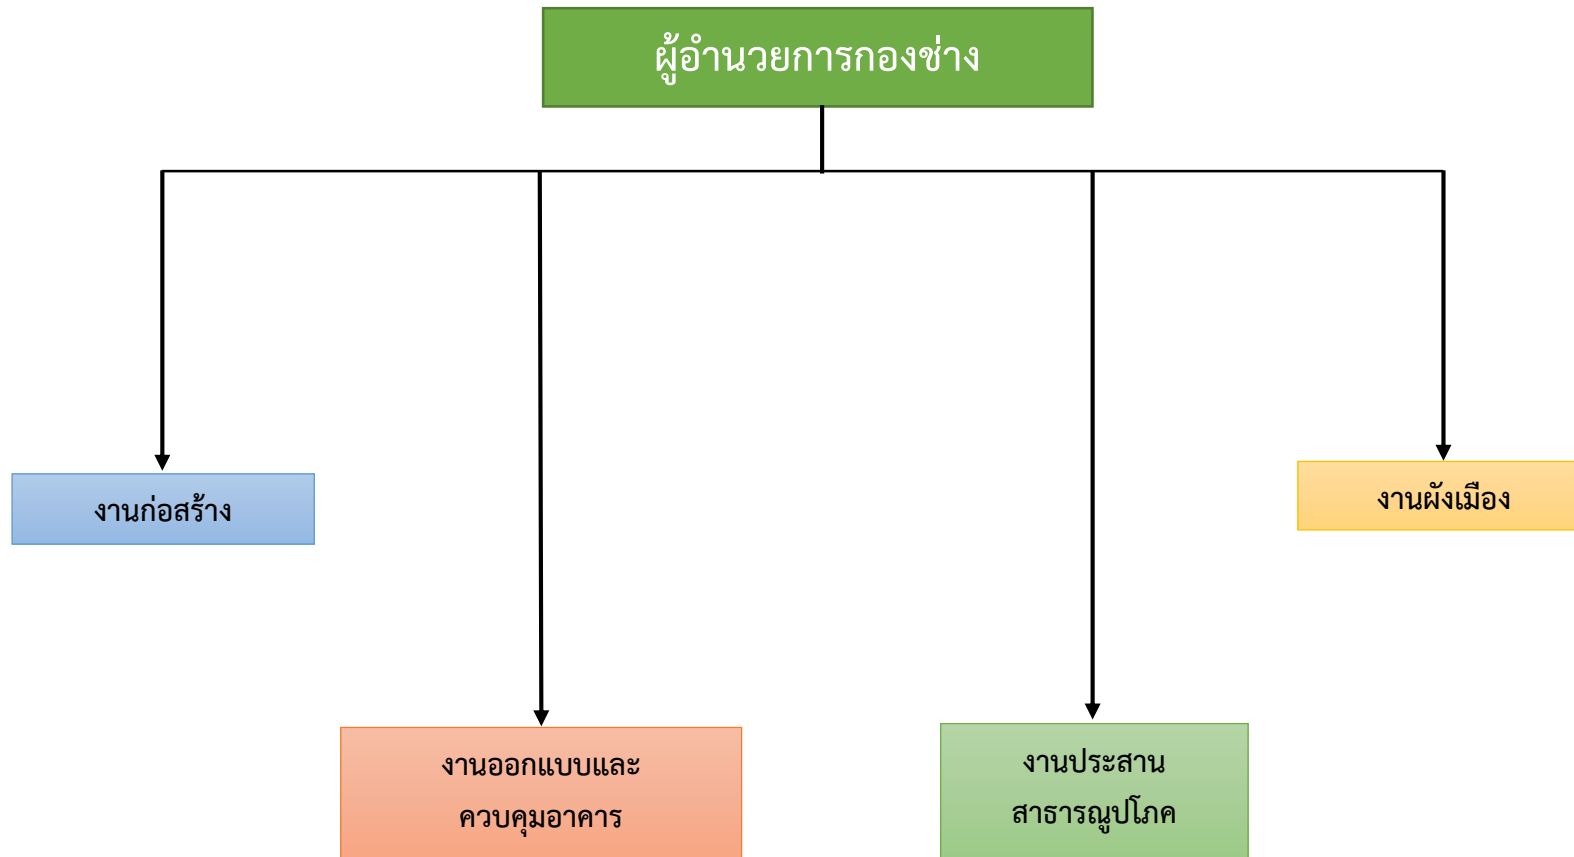 ผู้อำนวยการกองช่าง
งานก่อสร้าง
งานผังเมือง
งานออกแบบและ
ควบคุมอาคาร
งานประสาน
สาธารณูปโภค